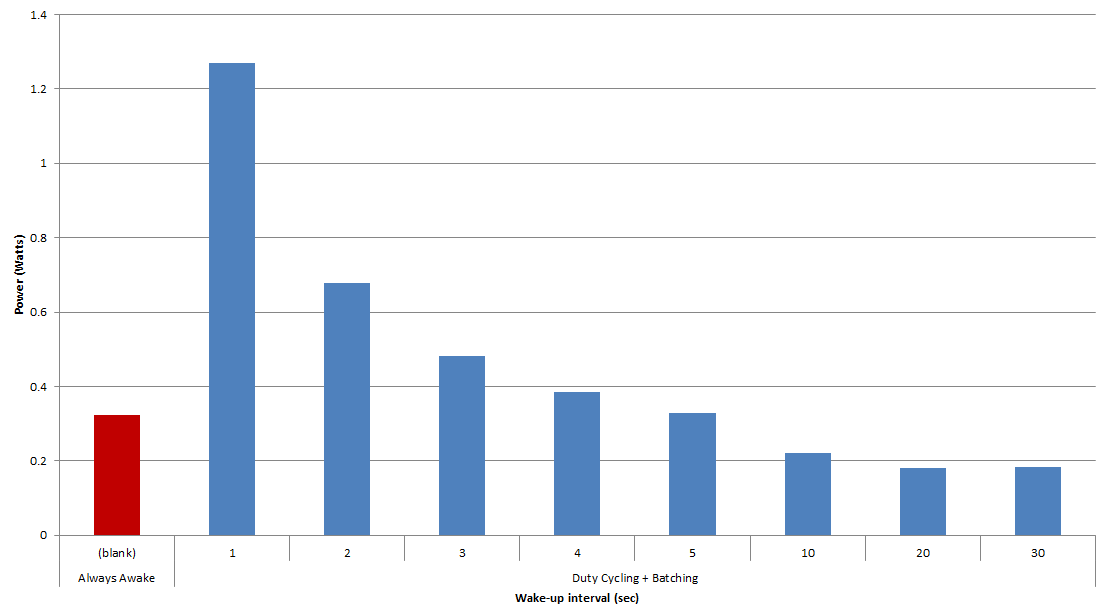 1.4
1.2
1
0.8
0.6
0.4
0.2
0
Power (Watts)
(blank) 1 2 3 4 5 10 20 30
Always Awake Duty Cycling + Batching
Wake-up interval (sec)